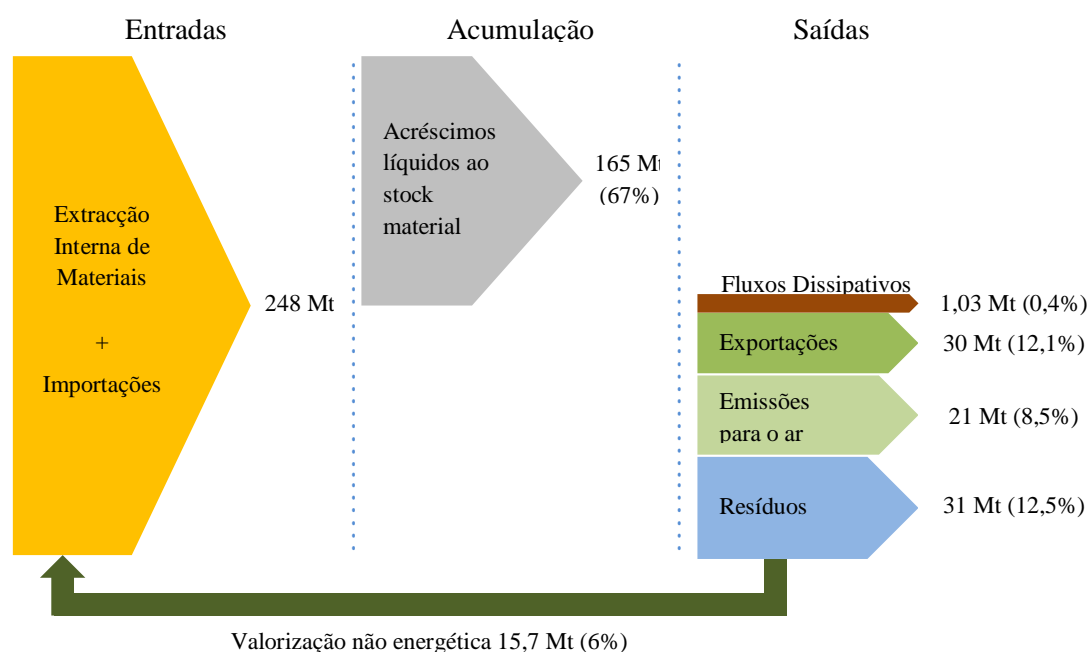 Entradas
Acumulação
Saídas
Extracção
Interna de
Materiais
+
Importações
248 Mt
Acréscimos
líquidos ao
stock
material
165 Mt
(67%)
Fluxos Dissipativos
1,03 Mt (0,4%)
Exportações
30 Mt (12,1%)
Emissões
para o ar
21 Mt (8,5%)
Resíduos
31 Mt (12,5%)
Valorização não energética 15,7 Mt (6%)